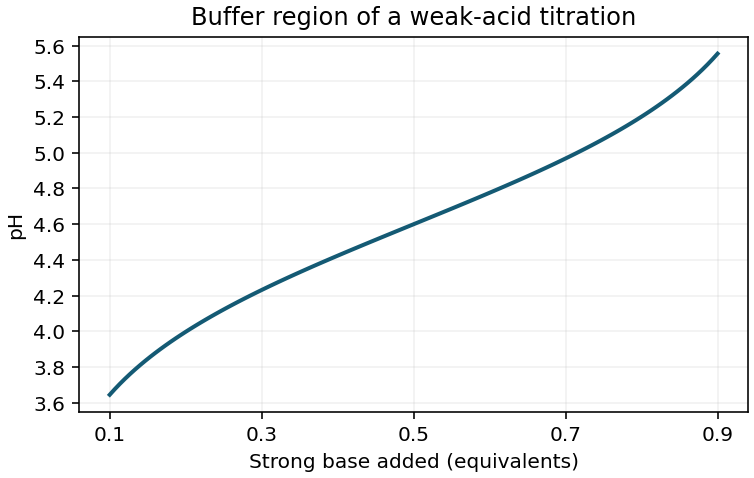 Buffer region of a weak-acid titration
pH
5.6
5.4
5.2
5.0
4.8
4.6
4.4
4.2
4.0
3.8
3.6
0.1 0.3 0.5 0.7 0.9
Strong base added (equivalents)